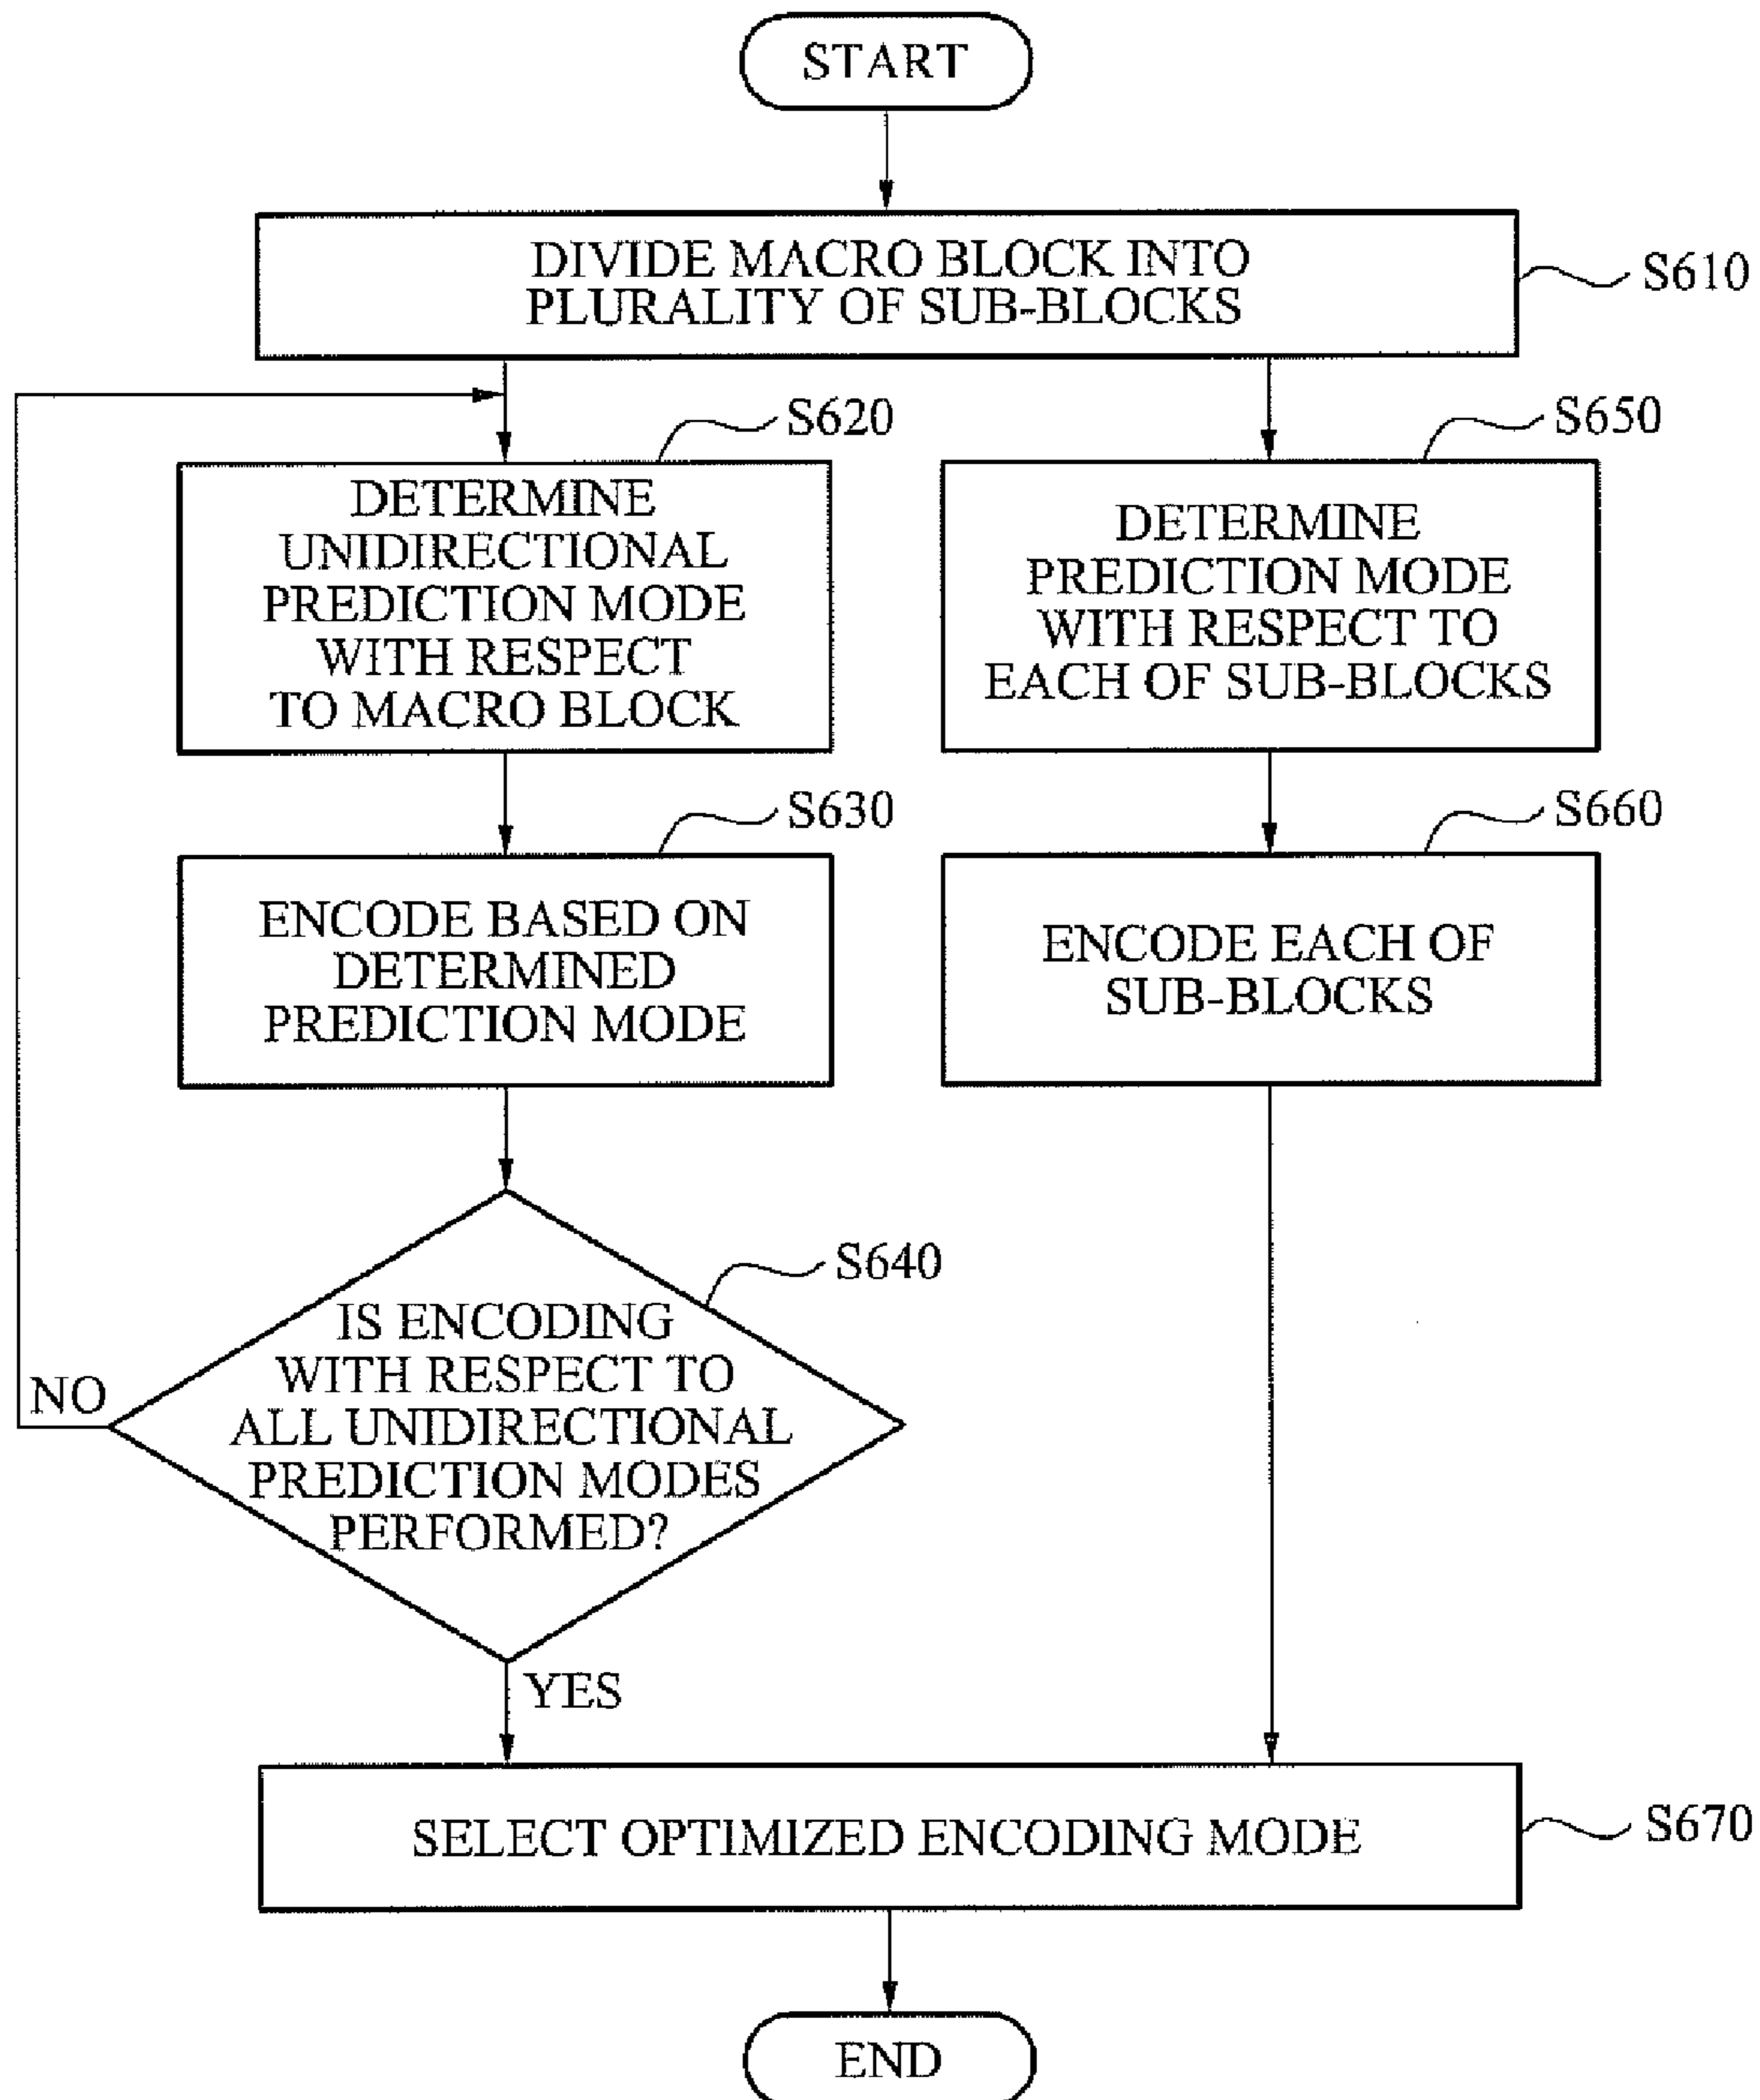 START
DIVIDE MACRO BLOCK INTO
PLURALITY OF SUB-BLOCKS
S610
S620
DETERMINE
UNIDIRECTIONAL
PREDICTION MODE
WITH RESPECT
TO MACRO BLOCK
S650
DETERMINE
PREDICTION MODE
WITH RESPECT TO
EACH OF SUB-BLOCKS
S630
ENCODE BASED ON
DETERMINED
PREDICTION MODE
S660
ENCODE EACH OF
SUB-BLOCKS
S640
IS ENCODING
WITH RESPECT TO
ALL UNIDIRECTIONAL
PREDICTION MODES
PERFORMED?
NO
YES
SELECT OPTIMIZED ENCODING MODE
S670
END